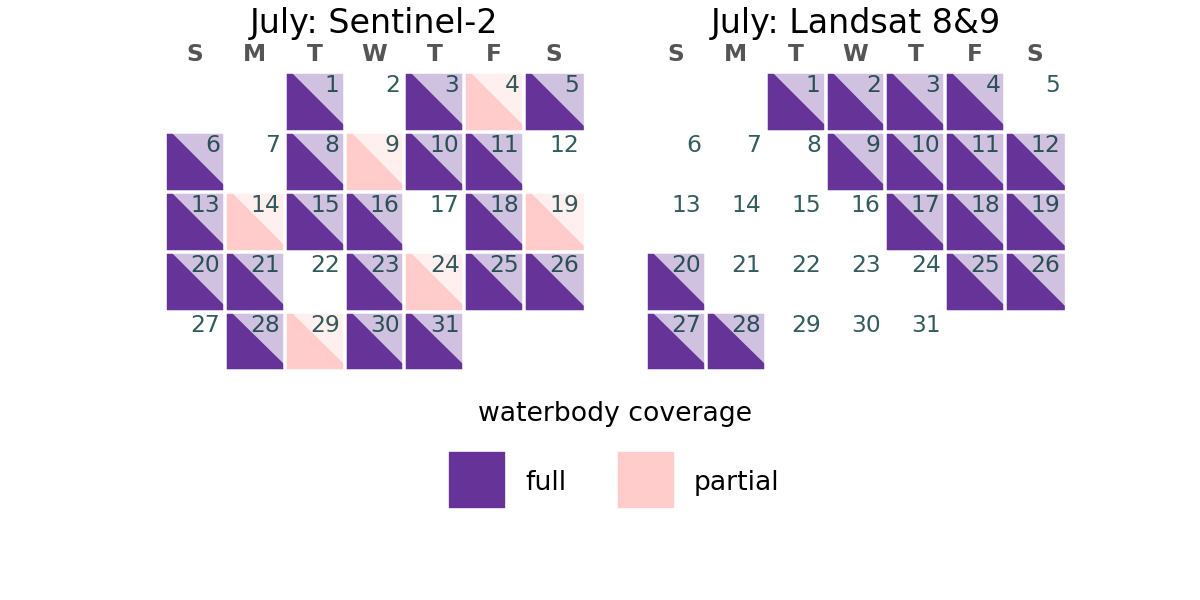 July: Sentinel-2
S M T W T F S
1 2 3 4 5
6 7 8 9 10 11 12
13 14 15 16 17 18 19
20 21 22 23 24 25 26
27 28 29 30 31
July: Landsat 8&9
S M T W T F S
1 2 3 4 5
6 7 8 9 10 11 12
13 14 15 16 17 18 19
20 21 22 23 24 25 26
27 28 29 30 31
waterbody coverage
full partial